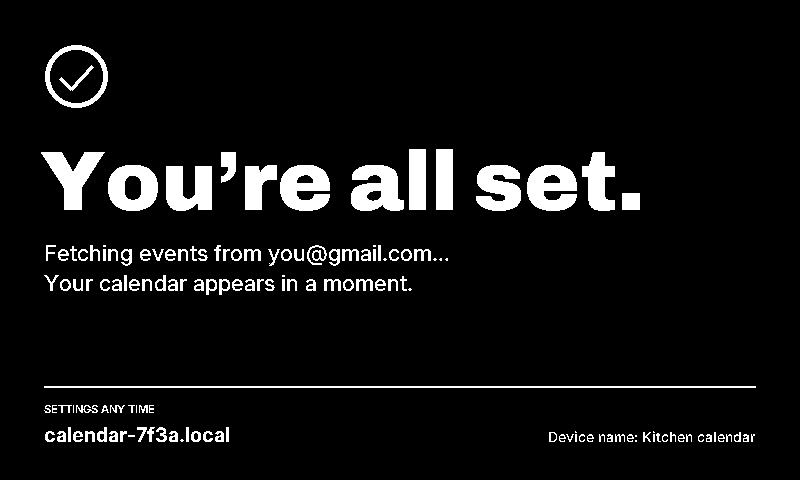 You’re all set.
Fetching events from you@gmail.com...
Your calendar appears in a moment.
SETTINGS ANY TIME
calendar-7f3a.local
Device name: Kitchen calendar